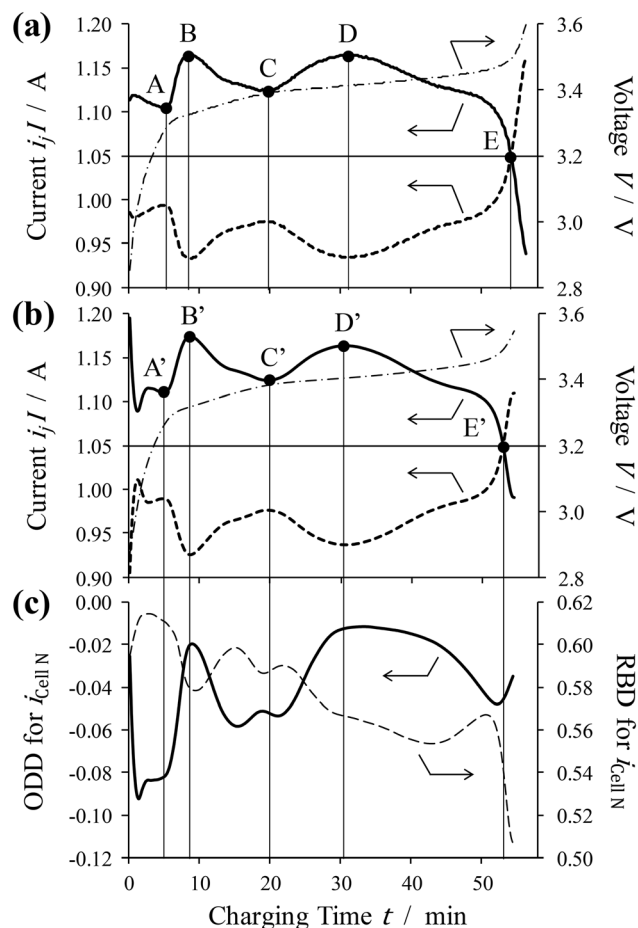 (a)
1.20
1.15
1.10
1.05
1.00
0.95
0.90
Current i_j I / A
A
B
C
D
E
3.6
3.4
3.2
3.0
2.8
Voltage V / V
(b)
1.20
1.15
1.10
1.05
1.00
0.95
0.90
Current i_j I / A
A’
B’
C’
D’
E’
3.6
3.4
3.2
3.0
2.8
Voltage V / V
(c)
0.00
-0.02
-0.04
-0.06
-0.08
-0.10
-0.12
ODD for i_Cell N
0.62
0.60
0.58
0.56
0.54
0.52
0.50
RBD for i_Cell N
0 10 20 30 40 50
Charging Time t / min